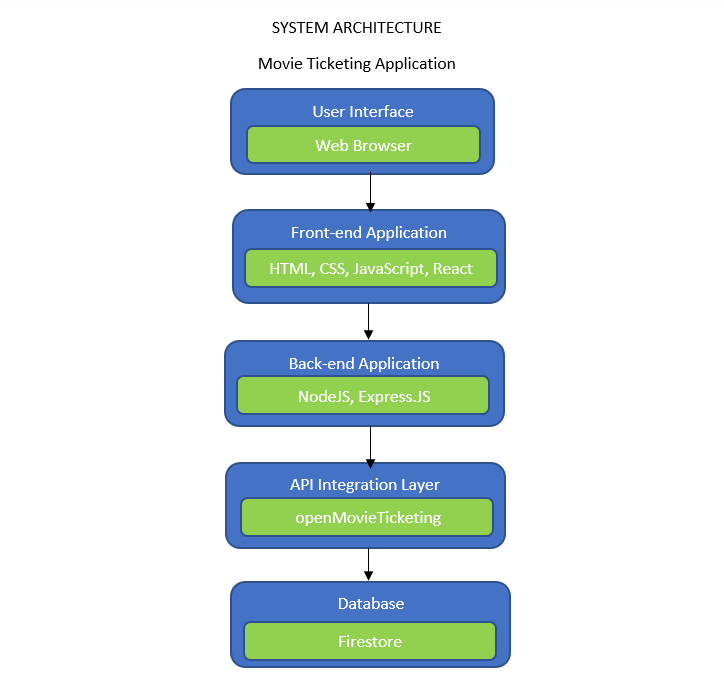 SYSTEM ARCHITECTURE
Movie Ticketing Application
User Interface
Web Browser
Front-end Application
HTML, CSS, JavaScript, React
Back-end Application
NodeJS, Express.JS
API Integration Layer
openMovieTicketing
Database
Firestore